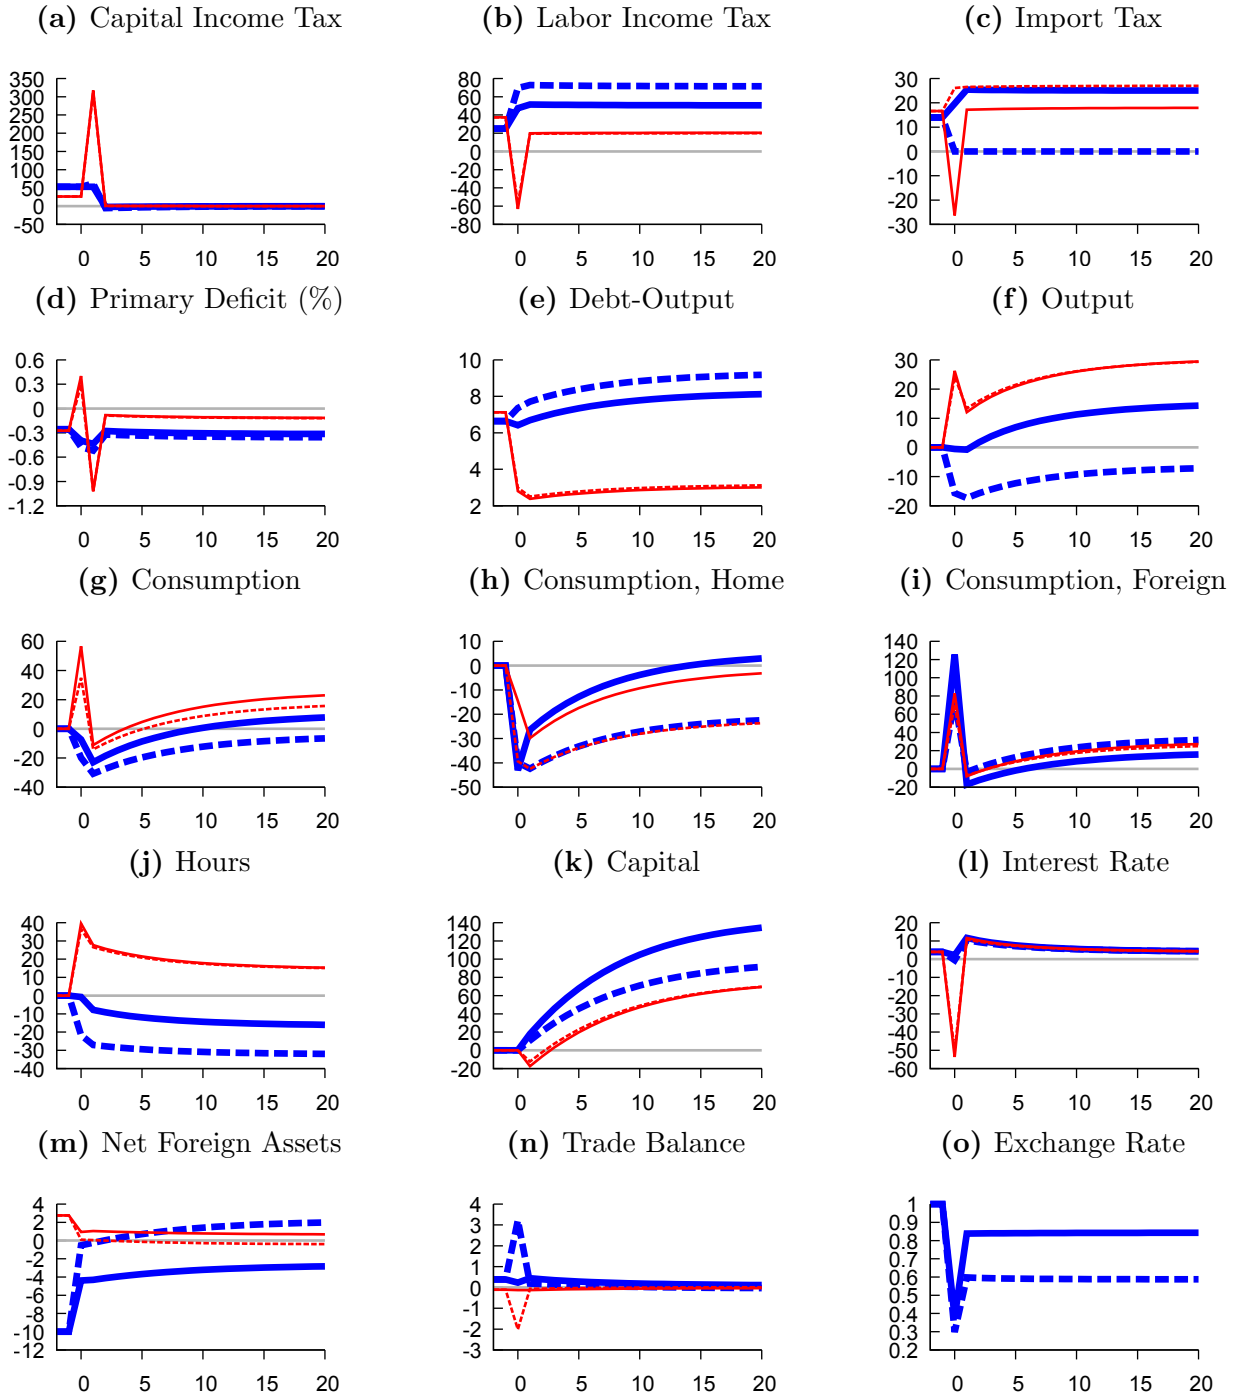 (a) Capital Income Tax (b) Labor Income Tax (c) Import Tax
350 80 30
300 60 20
250 40 10
200 20 0
150 0 -10
100 -20 -20
50 -40 -30
0 -60
-50 -80
0 5 10 15 20 0 5 10 15 20 0 5 10 15 20
(d) Primary Deficit (%) (e) Debt-Output (f) Output
0.6 10 30
0.3 8 20
0 6 10
-0.3 4 0
-0.6 2 -10
-0.9 -20
-1.2
0 5 10 15 20 0 5 10 15 20 0 5 10 15 20
(g) Consumption (h) Consumption, Home (i) Consumption, Foreign
60 10 140
40 0 120
20 -10 100
0 -20 80
-20 -30 60
-40 -40 40
-50 20
0
-20
0 5 10 15 20 0 5 10 15 20 0 5 10 15 20
(j) Hours (k) Capital (l) Interest Rate
40 140 20
30 120 10
20 100 0
10 80 -10
0 60 -20
-10 40 -30
-20 20 -40
-30 0 -50
-40 -20 -60
0 5 10 15 20 0 5 10 15 20 0 5 10 15 20
(m) Net Foreign Assets (n) Trade Balance (o) Exchange Rate
4 4 1
2 3 0.9
0 2 0.8
-2 1 0.7
-4 0 0.6
-6 -1 0.5
-8 -2 0.4
-10 -3 0.3
-12 0.2
0 5 10 15 20 0 5 10 15 20 0 5 10 15 20